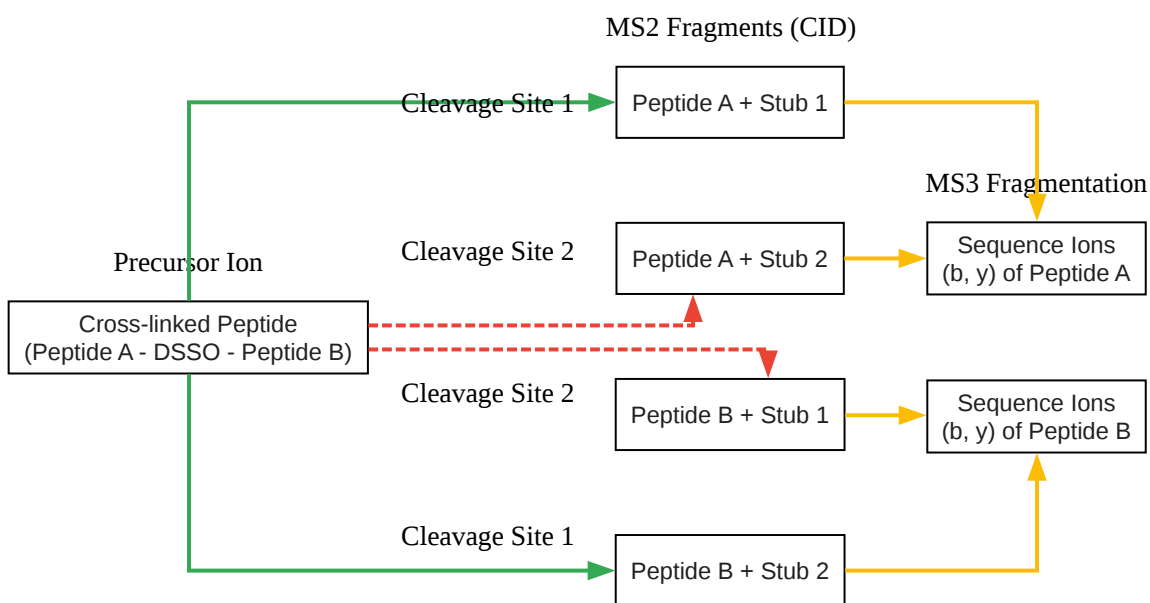 MS2 Fragments (CID)
Cleavage Site 1
Peptide A + Stub 1
MS3 Fragmentation
Cleavage Site 2
Peptide A + Stub 2
Sequence Ions
(b, y) of Peptide A
Precursor Ion
Cross-linked Peptide
(Peptide A - DSSO - Peptide B)
Cleavage Site 2
Peptide B + Stub 1
Sequence Ions
(b, y) of Peptide B
Cleavage Site 1
Peptide B + Stub 2